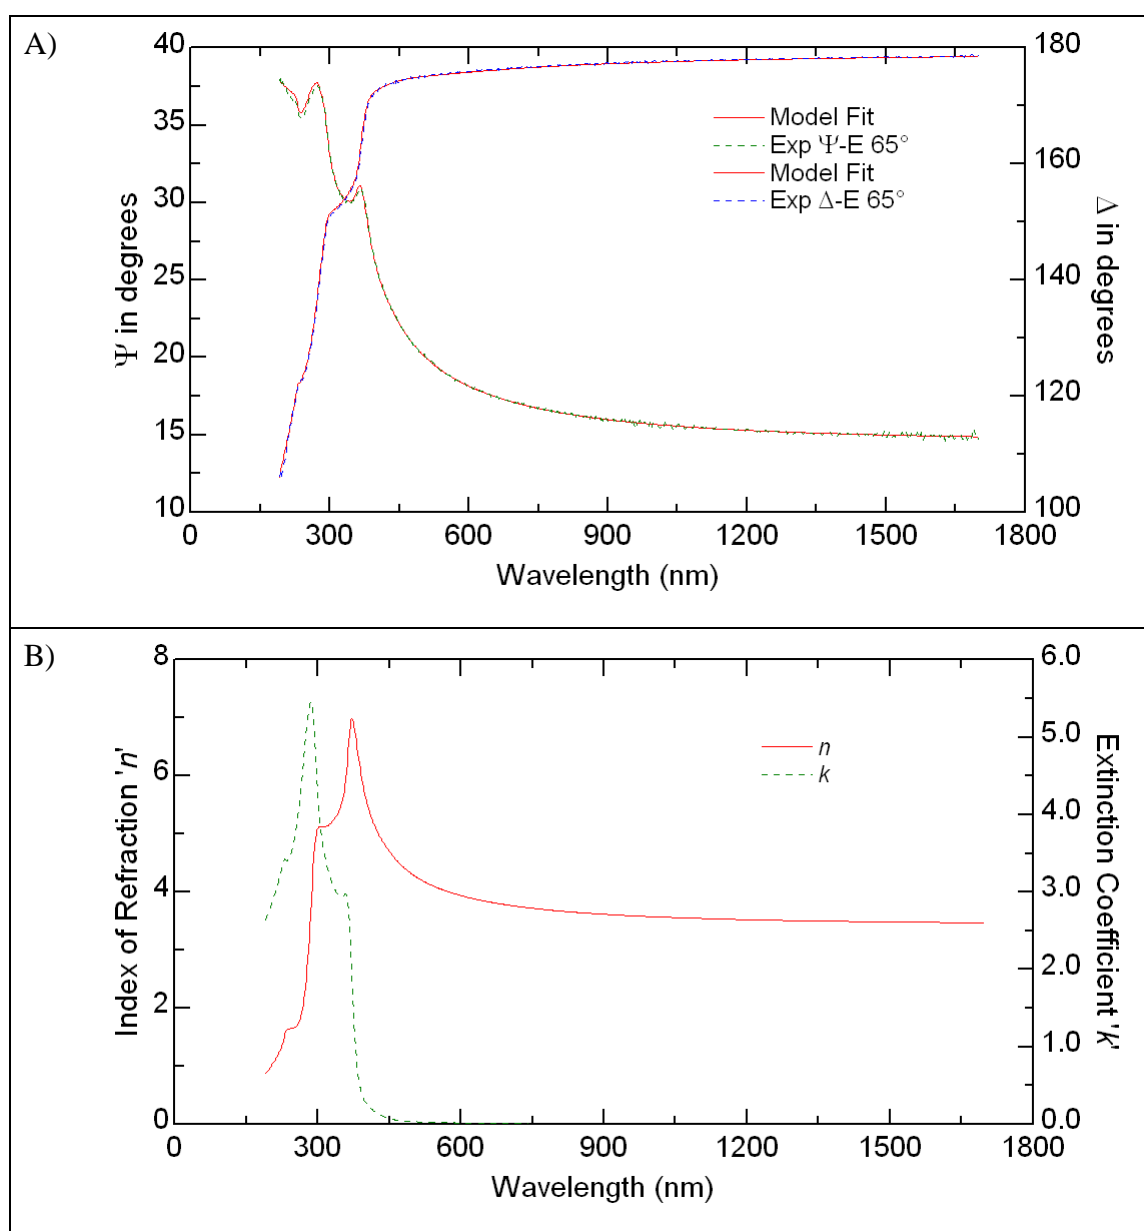 A)
40
35
30
25
20
15
10
Ψ in degrees
180
160
140
120
100
Δ in degrees
Model Fit
Exp Ψ-E 65°
Model Fit
Exp Δ-E 65°
0 300 600 900 1200 1500 1800
Wavelength (nm)
B)
8
6
4
2
0
Index of Refraction 'n'
6.0
5.0
4.0
3.0
2.0
1.0
0.0
Extinction Coefficient 'k'
n
k
0 300 600 900 1200 1500 1800
Wavelength (nm)